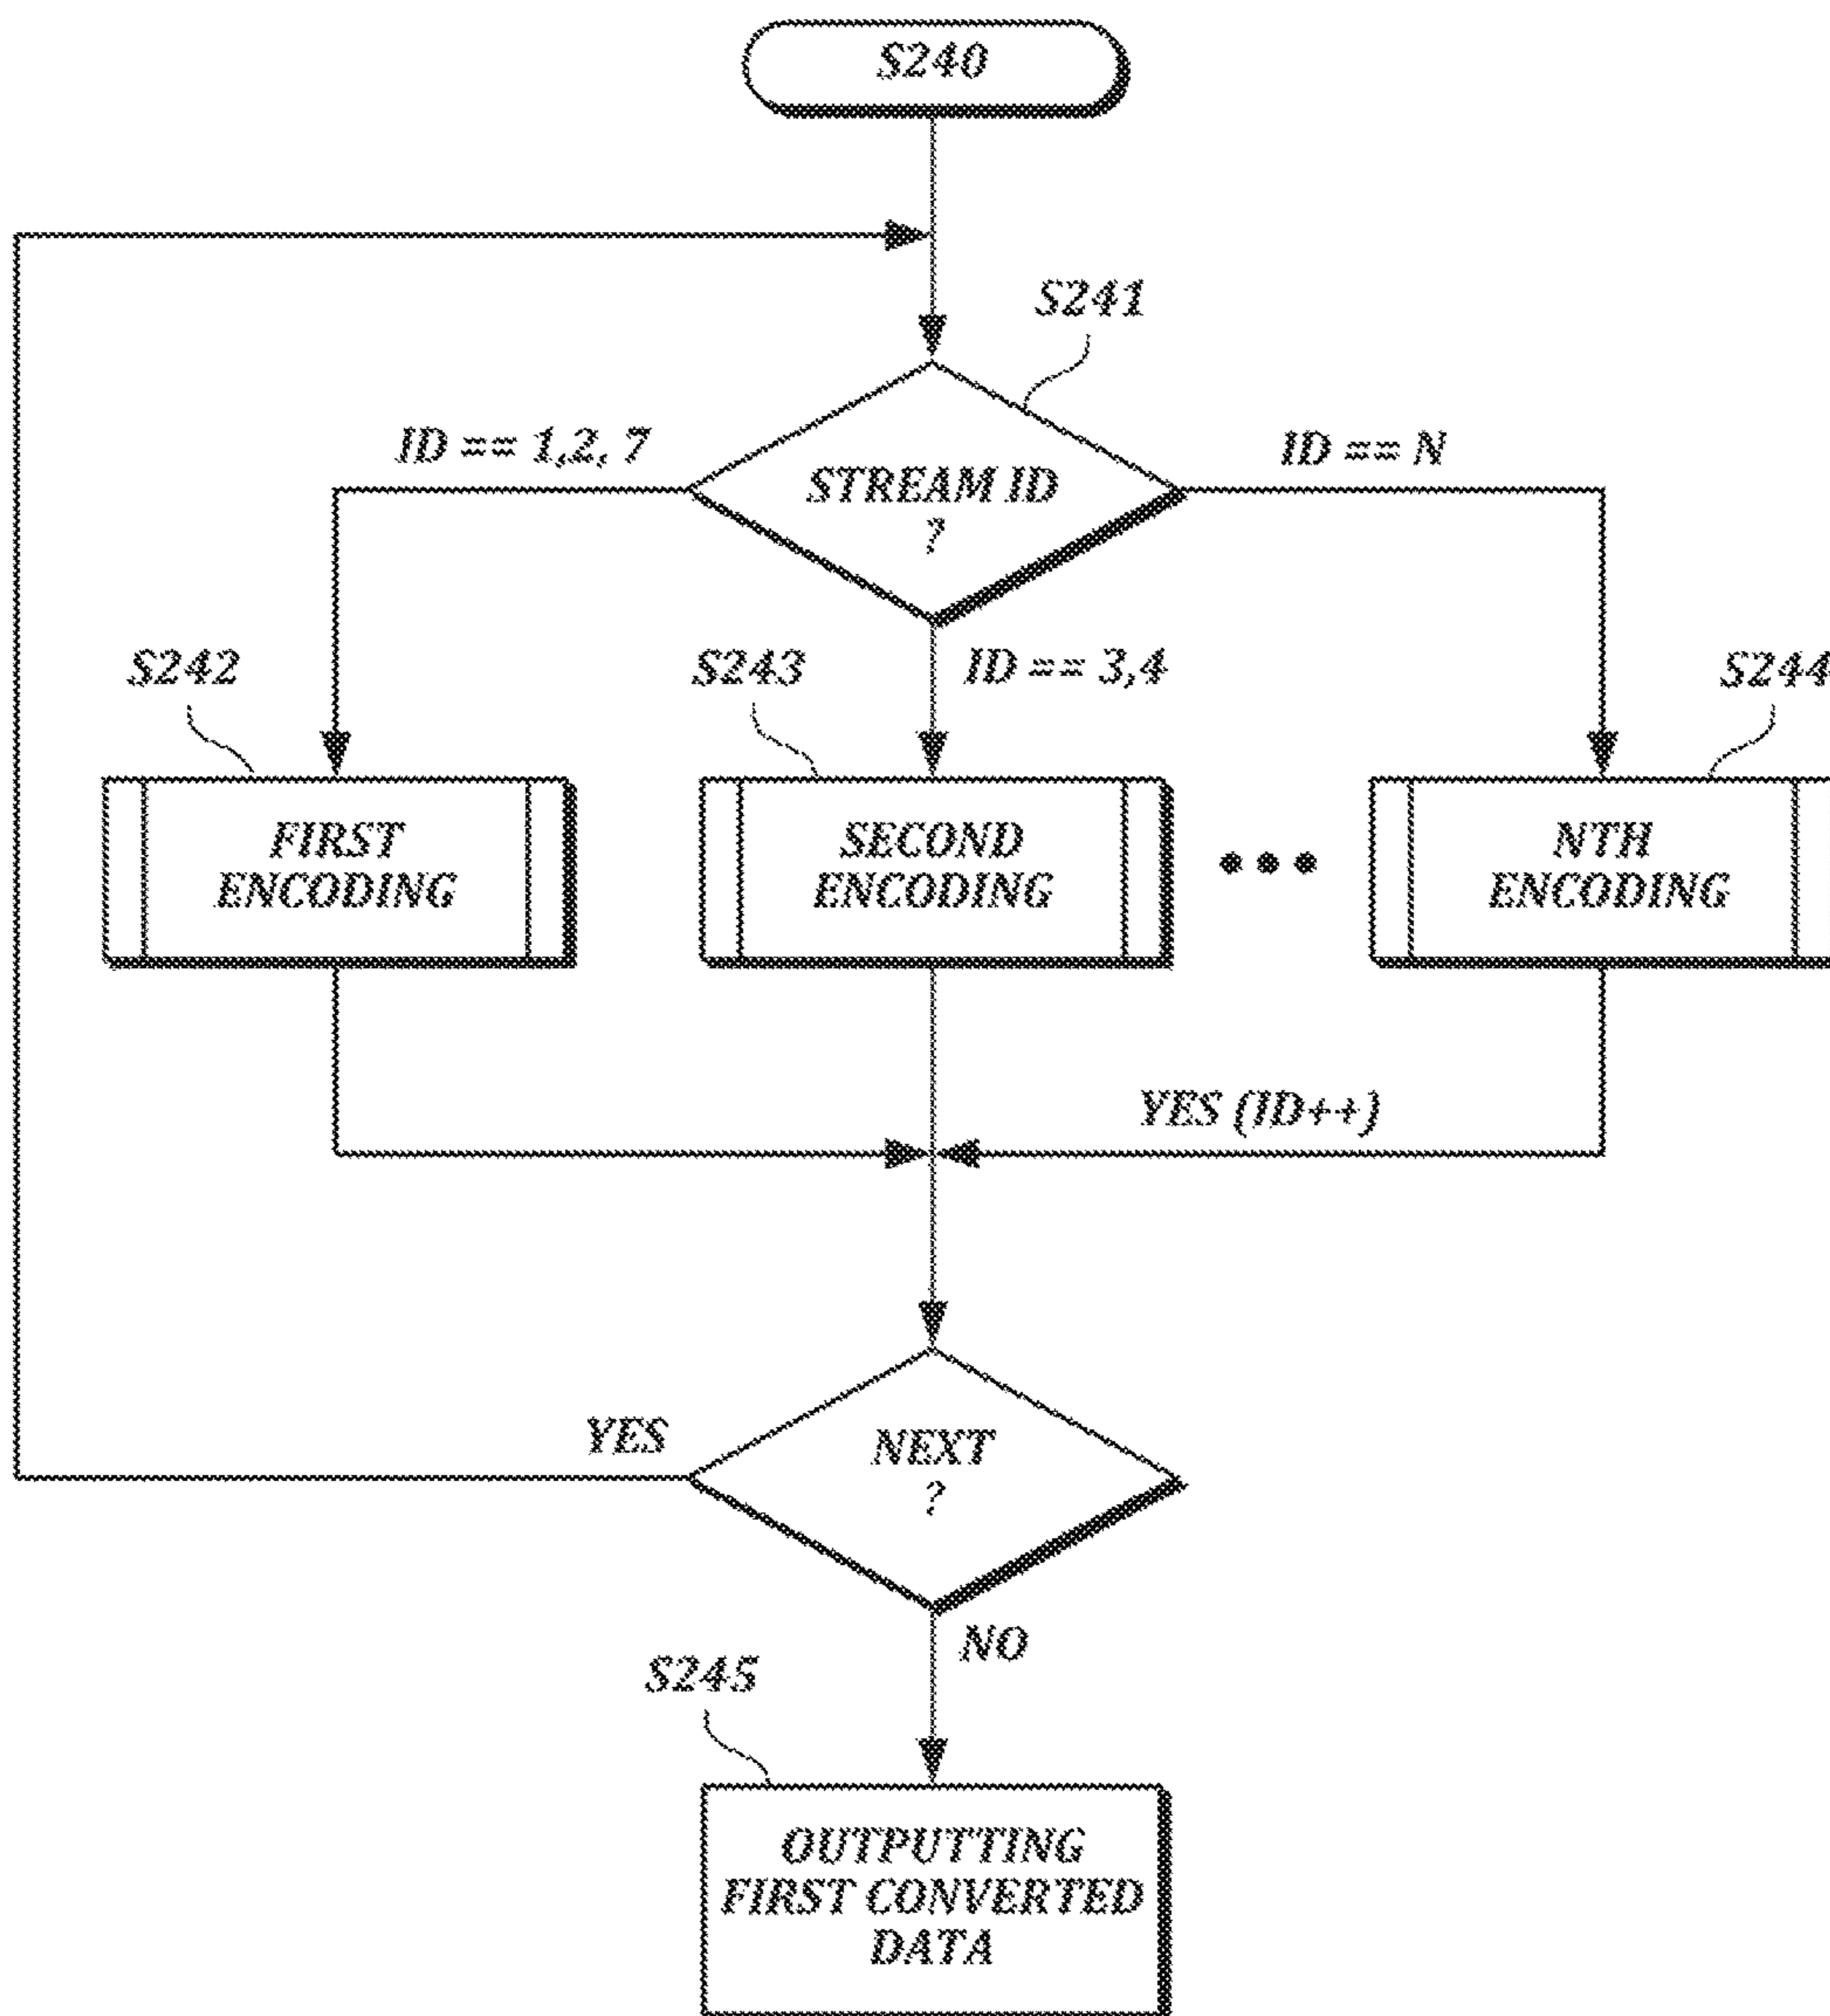 S240
S241
ID == 1,2, 7
ID == N
STREAM ID
?
S242
S243
ID == 3,4
S244
FIRST
ENCODING
SECOND
ENCODING
NTH
ENCODING
YES (ID++)
YES
NEXT
?
NO
S245
OUTPUTTING
FIRST CONVERTED
DATA